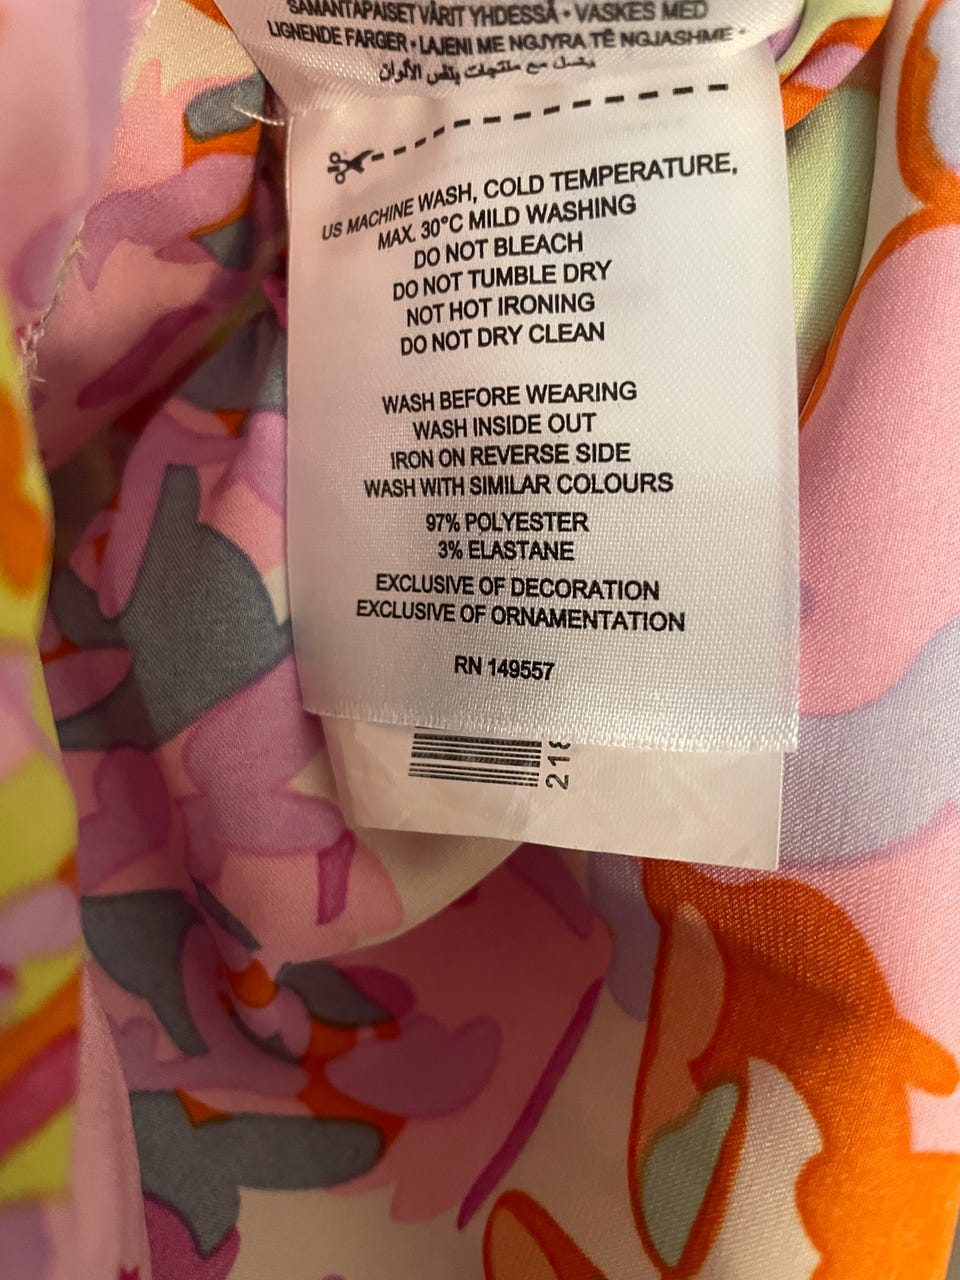 SAMANTAPAISET VÄRIT YHDESSÄ • VASKES MED
LIGNENDE FARGER • LAJENI ME NGJYRA TË NGJASHME •
يغسل مع منتجات بنفس الألوان
US MACHINE WASH, COLD TEMPERATURE,
MAX. 30°C MILD WASHING
DO NOT BLEACH
DO NOT TUMBLE DRY
NOT HOT IRONING
DO NOT DRY CLEAN
WASH BEFORE WEARING
WASH INSIDE OUT
IRON ON REVERSE SIDE
WASH WITH SIMILAR COLOURS
97% POLYESTER
3% ELASTANE
EXCLUSIVE OF DECORATION
EXCLUSIVE OF ORNAMENTATION
RN 149557
218